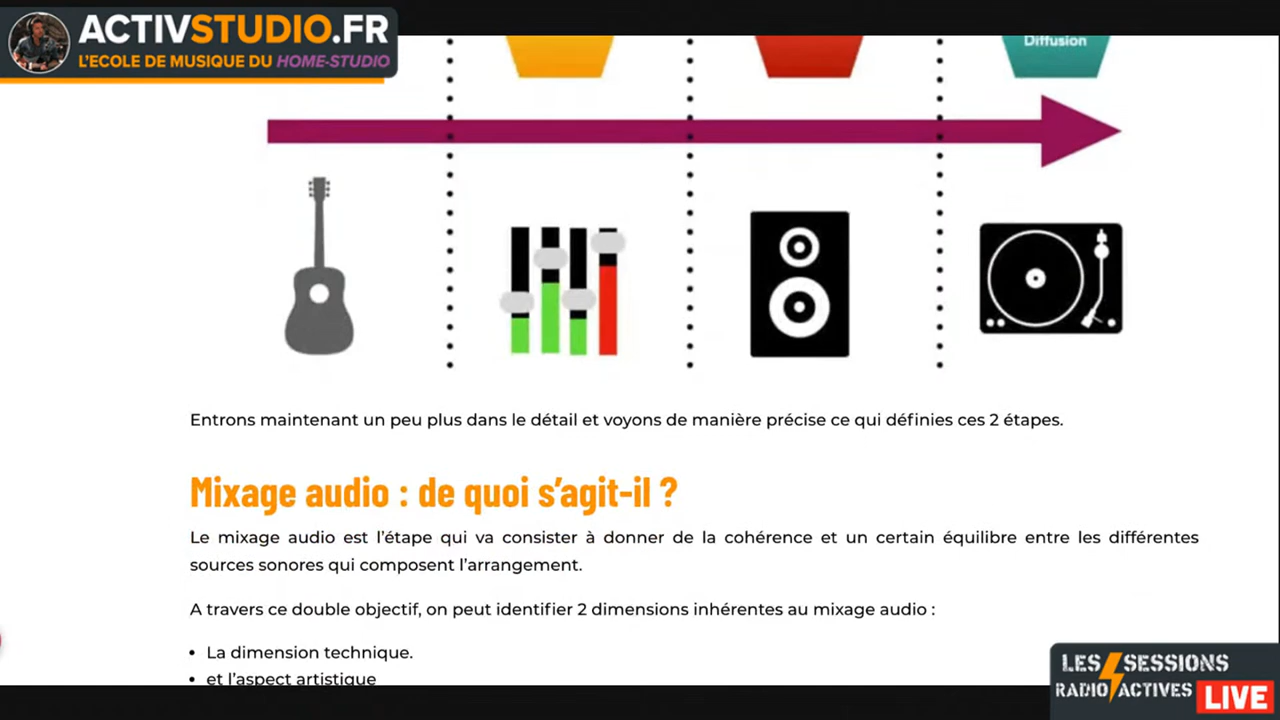 ACTIVSTUDIO.FR
L'ECOLE DE MUSIQUE DU HOME-STUDIO
Diffusion
Entrons maintenant un peu plus dans le détail et voyons de manière précise ce qui définies ces 2 étapes.
Mixage audio : de quoi s’agit-il ?
Le mixage audio est l’étape qui va consister à donner de la cohérence et un certain équilibre entre les différentes
sources sonores qui composent l’arrangement.
A travers ce double objectif, on peut identifier 2 dimensions inhérentes au mixage audio :
• La dimension technique.
• et l’aspect artistique
LES SESSIONS
RADIO ACTIVES LIVE